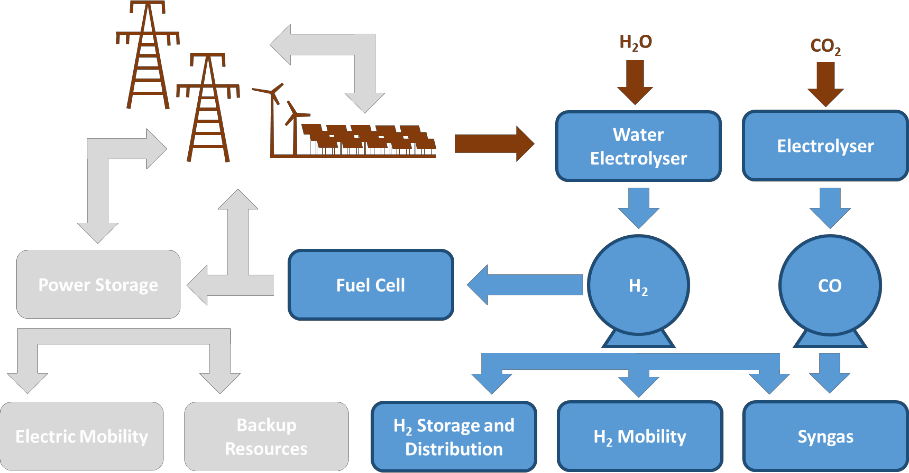 H₂O
CO₂
Water
Electrolyser
Electrolyser
Power Storage
Fuel Cell
H₂
CO
Electric Mobility
Backup
Resources
H₂ Storage and
Distribution
H₂ Mobility
Syngas